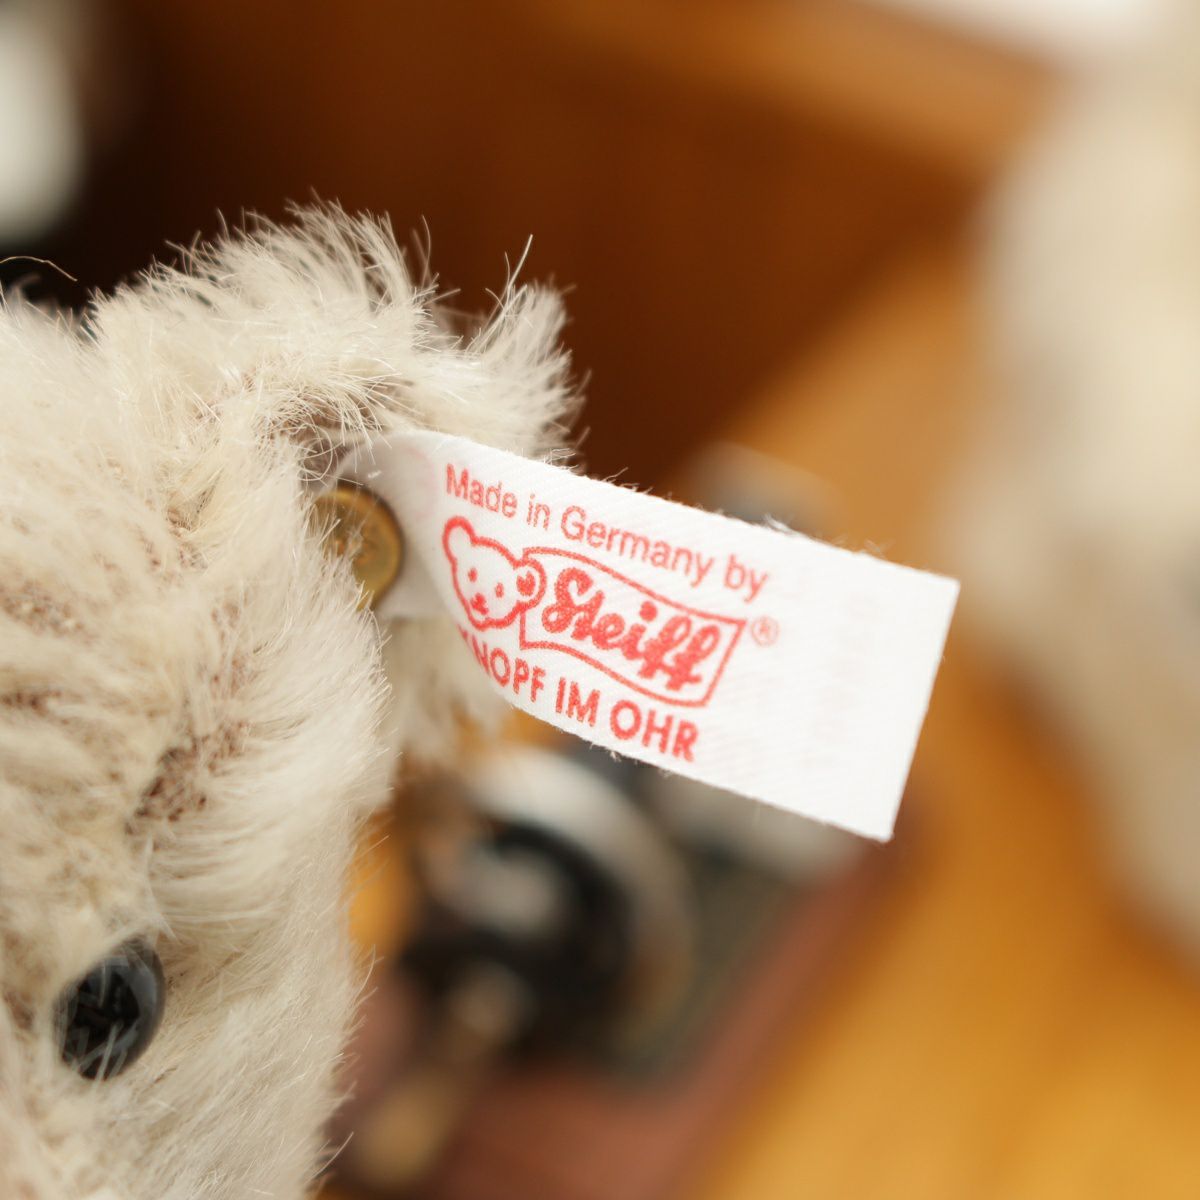 Made in Germany by
Steiff®
KNOPF IM OHR